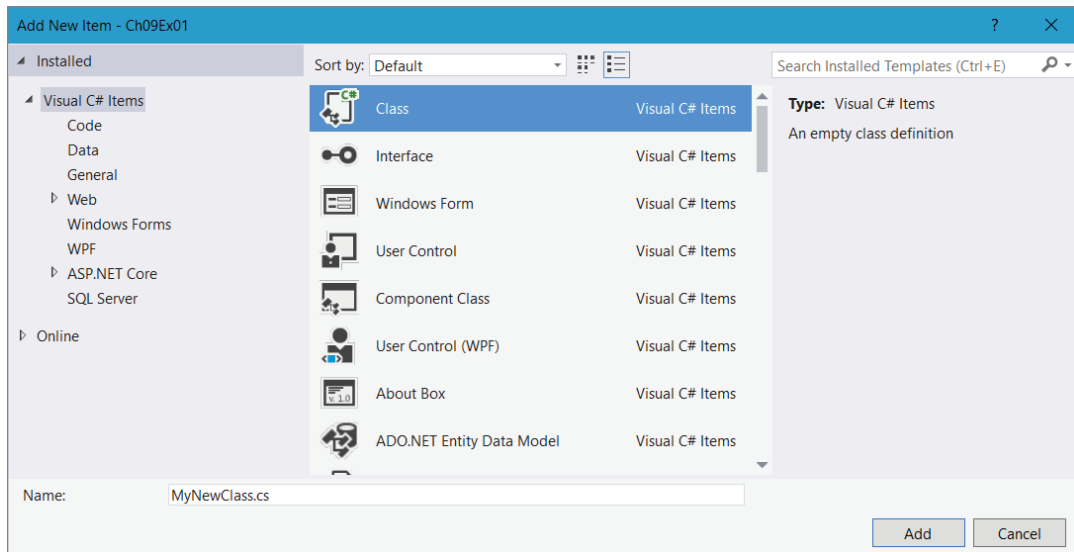 Add New Item - Ch09Ex01
?
Installed
Sort by: Default
Search Installed Templates (Ctrl+E)
Visual C# Items
Code
Data
General
Web
Windows Forms
WPF
ASP.NET Core
SQL Server
Online
C#
Class Visual C# Items
Interface Visual C# Items
Windows Form Visual C# Items
User Control Visual C# Items
Component Class Visual C# Items
User Control (WPF) Visual C# Items
v. 1.0
About Box Visual C# Items
ADO.NET Entity Data Model Visual C# Items
Type: Visual C# Items
An empty class definition
Name: MyNewClass.cs
Add Cancel